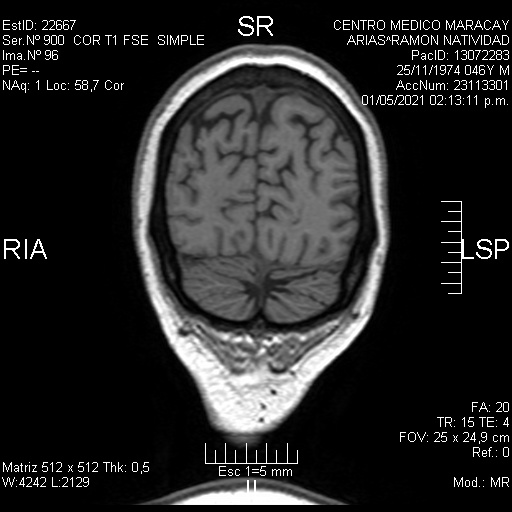 EstID: 22667
Ser.Nº 900 COR T1 FSE SIMPLE
Ima.Nº 96
PE= --
NAq: 1 Loc: 58,7 Cor
SR
CENTRO MEDICO MARACAY
ARIAS^RAMON NATIVIDAD
PacID: 13072283
25/11/1974 046Y M
AccNum: 23113301
01/05/2021 02:13:11 p.m.
RIA
LSP
FA: 20
TR: 15 TE: 4
FOV: 25 x 24,9 cm
Ref.: 0
Mod.: MR
Matriz 512 x 512 Thk: 0,5
W:4242 L:2129
Esc 1=5 mm